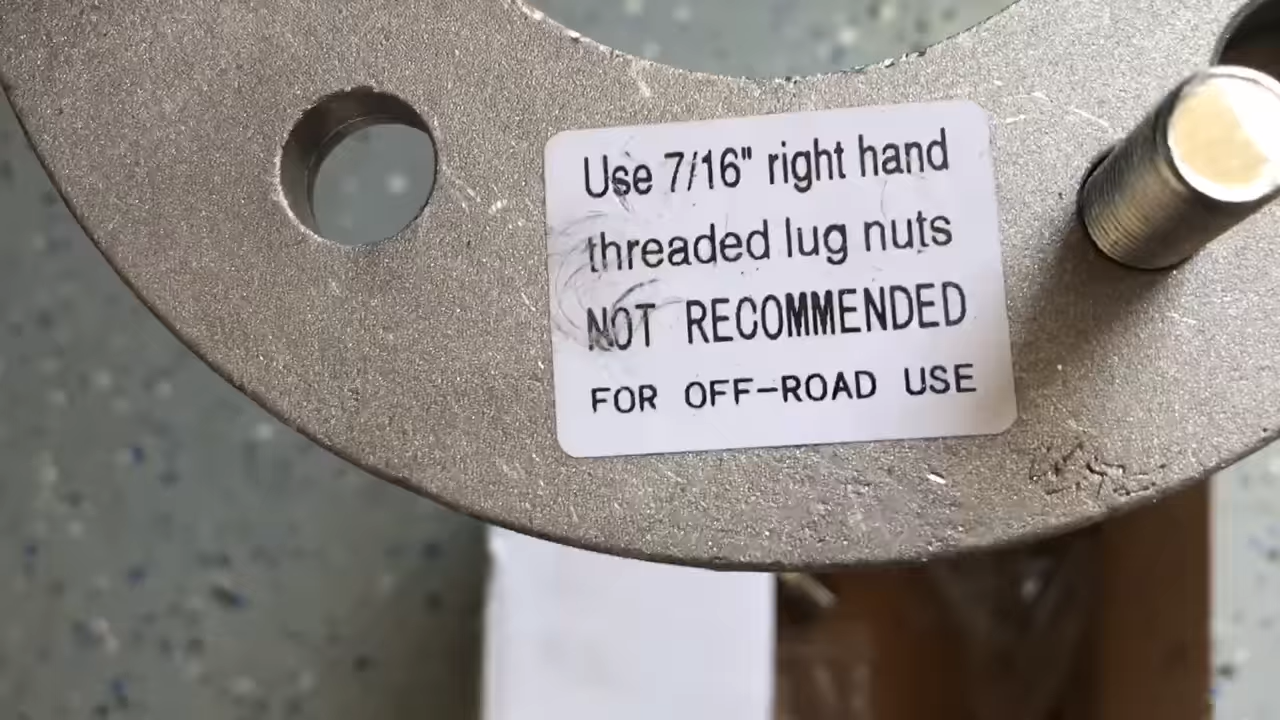 Use 7/16" right hand
threaded lug nuts
NOT RECOMMENDED
FOR OFF-ROAD USE